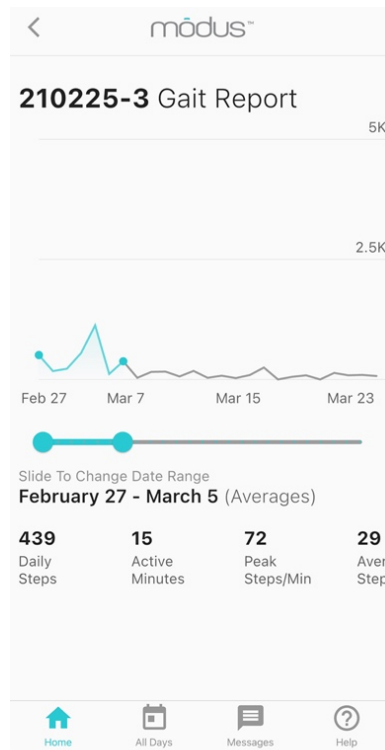 mōdus™
210225-3 Gait Report
5K
2.5K
Feb 27 Mar 7 Mar 15 Mar 23
Slide To Change Date Range
February 27 - March 5 (Averages)
439 15 72 29
Daily Active Peak
Steps Minutes Steps/Min
Home All Days Messages Help